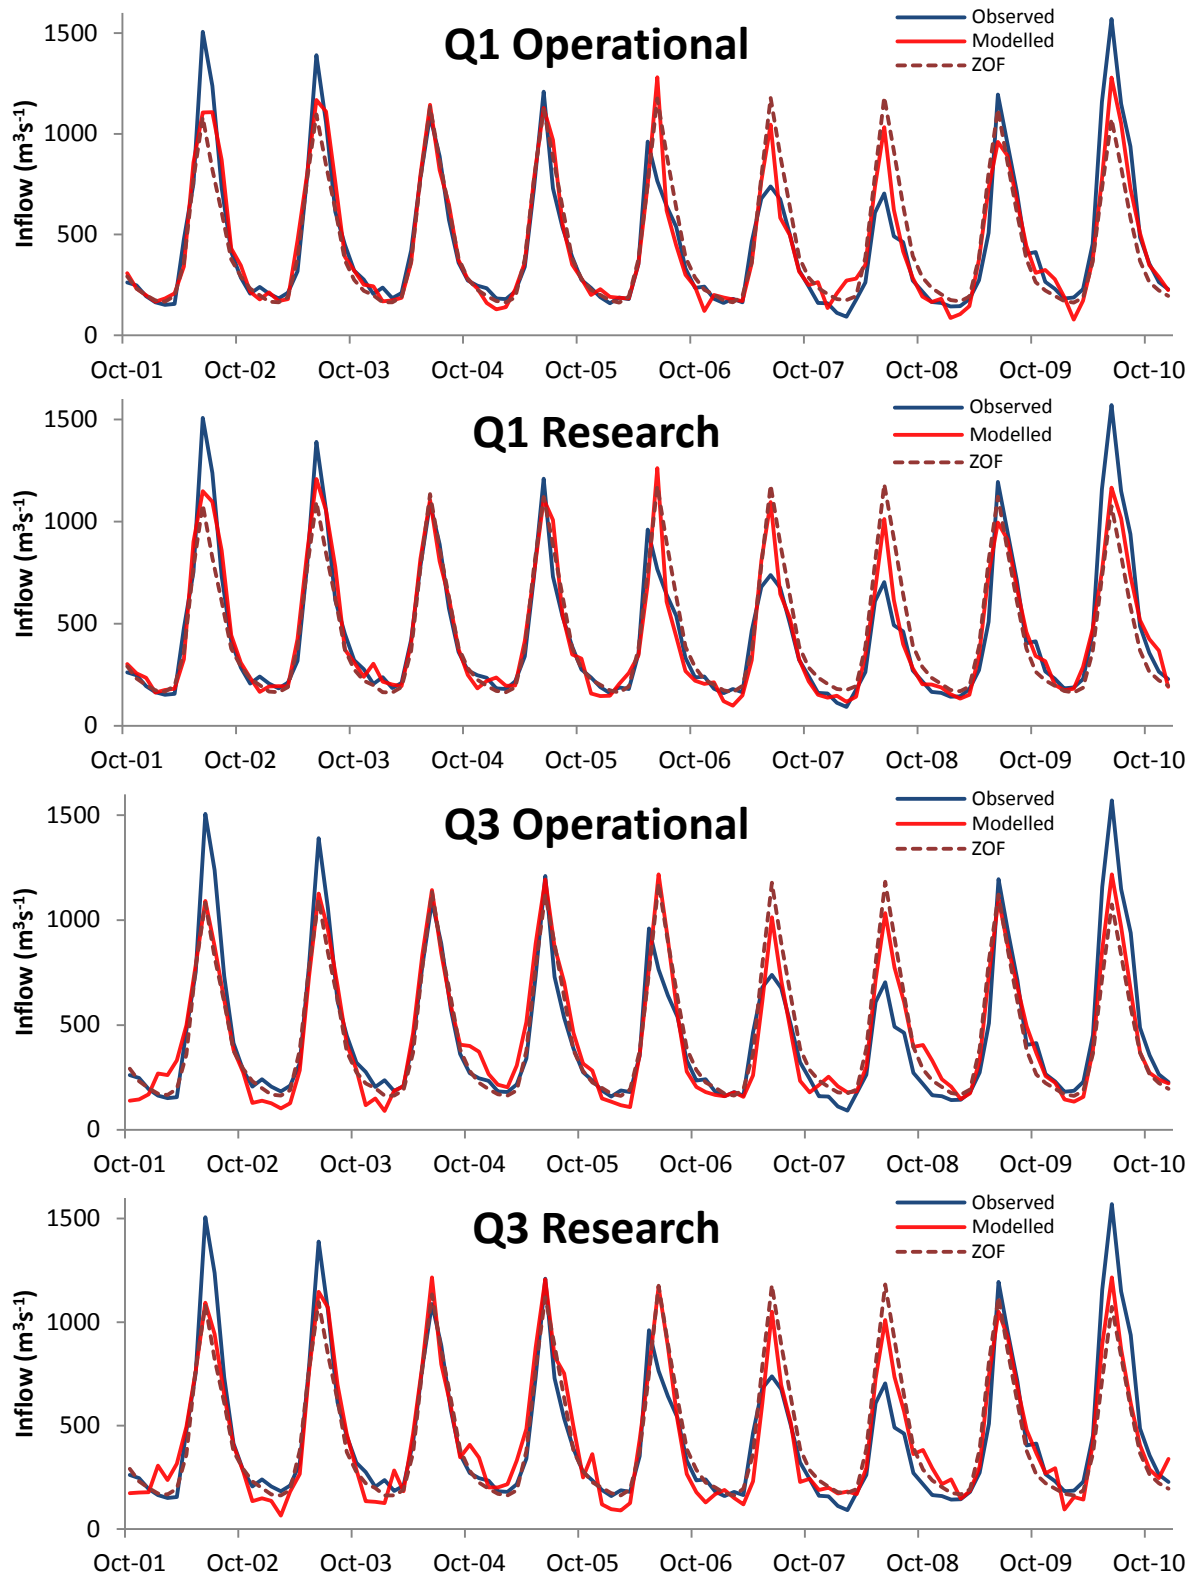 Q1 Operational
Observed
Modelled
ZOF
Inflow (m³s⁻¹)
1500
1000
500
0
Oct-01 Oct-02 Oct-03 Oct-04 Oct-05 Oct-06 Oct-07 Oct-08 Oct-09 Oct-10
Q1 Research
Observed
Modelled
ZOF
Inflow (m³s⁻¹)
1500
1000
500
0
Oct-01 Oct-02 Oct-03 Oct-04 Oct-05 Oct-06 Oct-07 Oct-08 Oct-09 Oct-10
Q3 Operational
Observed
Modelled
ZOF
Inflow (m³s⁻¹)
1500
1000
500
0
Oct-01 Oct-02 Oct-03 Oct-04 Oct-05 Oct-06 Oct-07 Oct-08 Oct-09 Oct-10
Q3 Research
Observed
Modelled
ZOF
Inflow (m³s⁻¹)
1500
1000
500
0
Oct-01 Oct-02 Oct-03 Oct-04 Oct-05 Oct-06 Oct-07 Oct-08 Oct-09 Oct-10